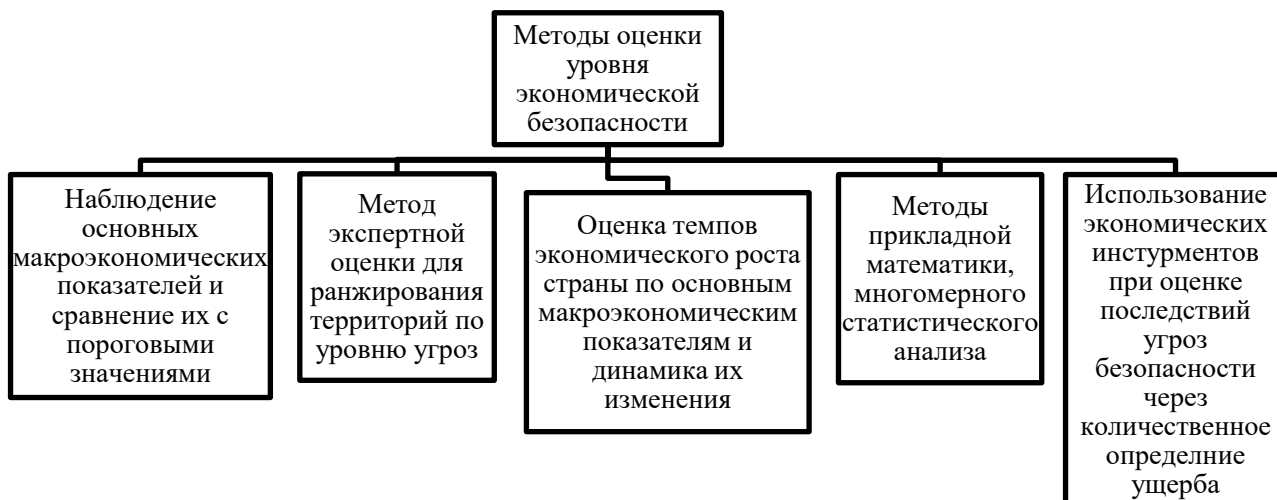 Методы оценки
уровня
экономической
безопасности
Наблюдение
основных
макроэкономических
показателей и
сравнение их с
пороговыми
значениями
Метод
экспертной
оценки для
ранжирования
территорий по
уровню угроз
Оценка темпов
экономического роста
страны по основным
макроэкономическим
показателям и
динамика их
изменения
Методы
прикладной
математики,
многомерного
статистического
анализа
Использование
экономических
инстурментов
при оценке
последствий
угроз
безопасности
через
количественное
определние
ущерба